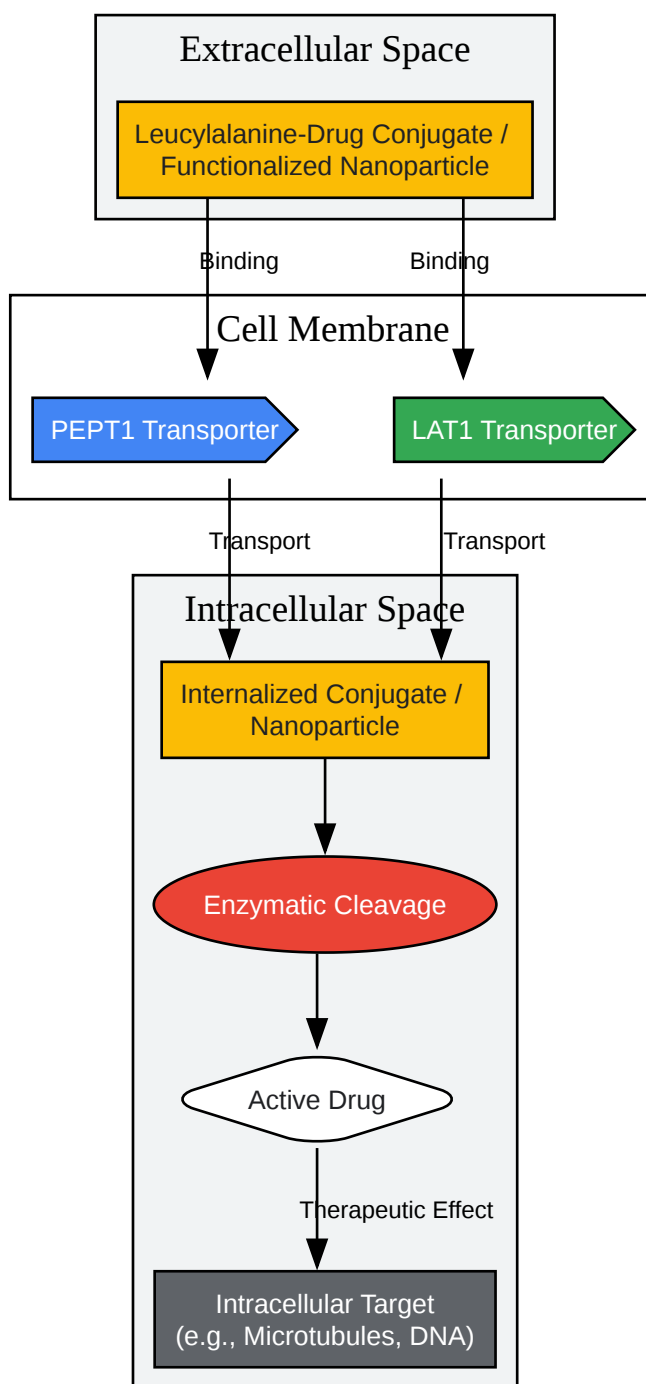 Extracellular Space
Leucylalanine-Drug Conjugate /
Functionalized Nanoparticle
Binding
Binding
Cell Membrane
PEPT1 Transporter
LAT1 Transporter
Transport
Transport
Intracellular Space
Internalized Conjugate /
Nanoparticle
Enzymatic Cleavage
Active Drug
Therapeutic Effect
Intracellular Target
(e.g., Microtubules, DNA)